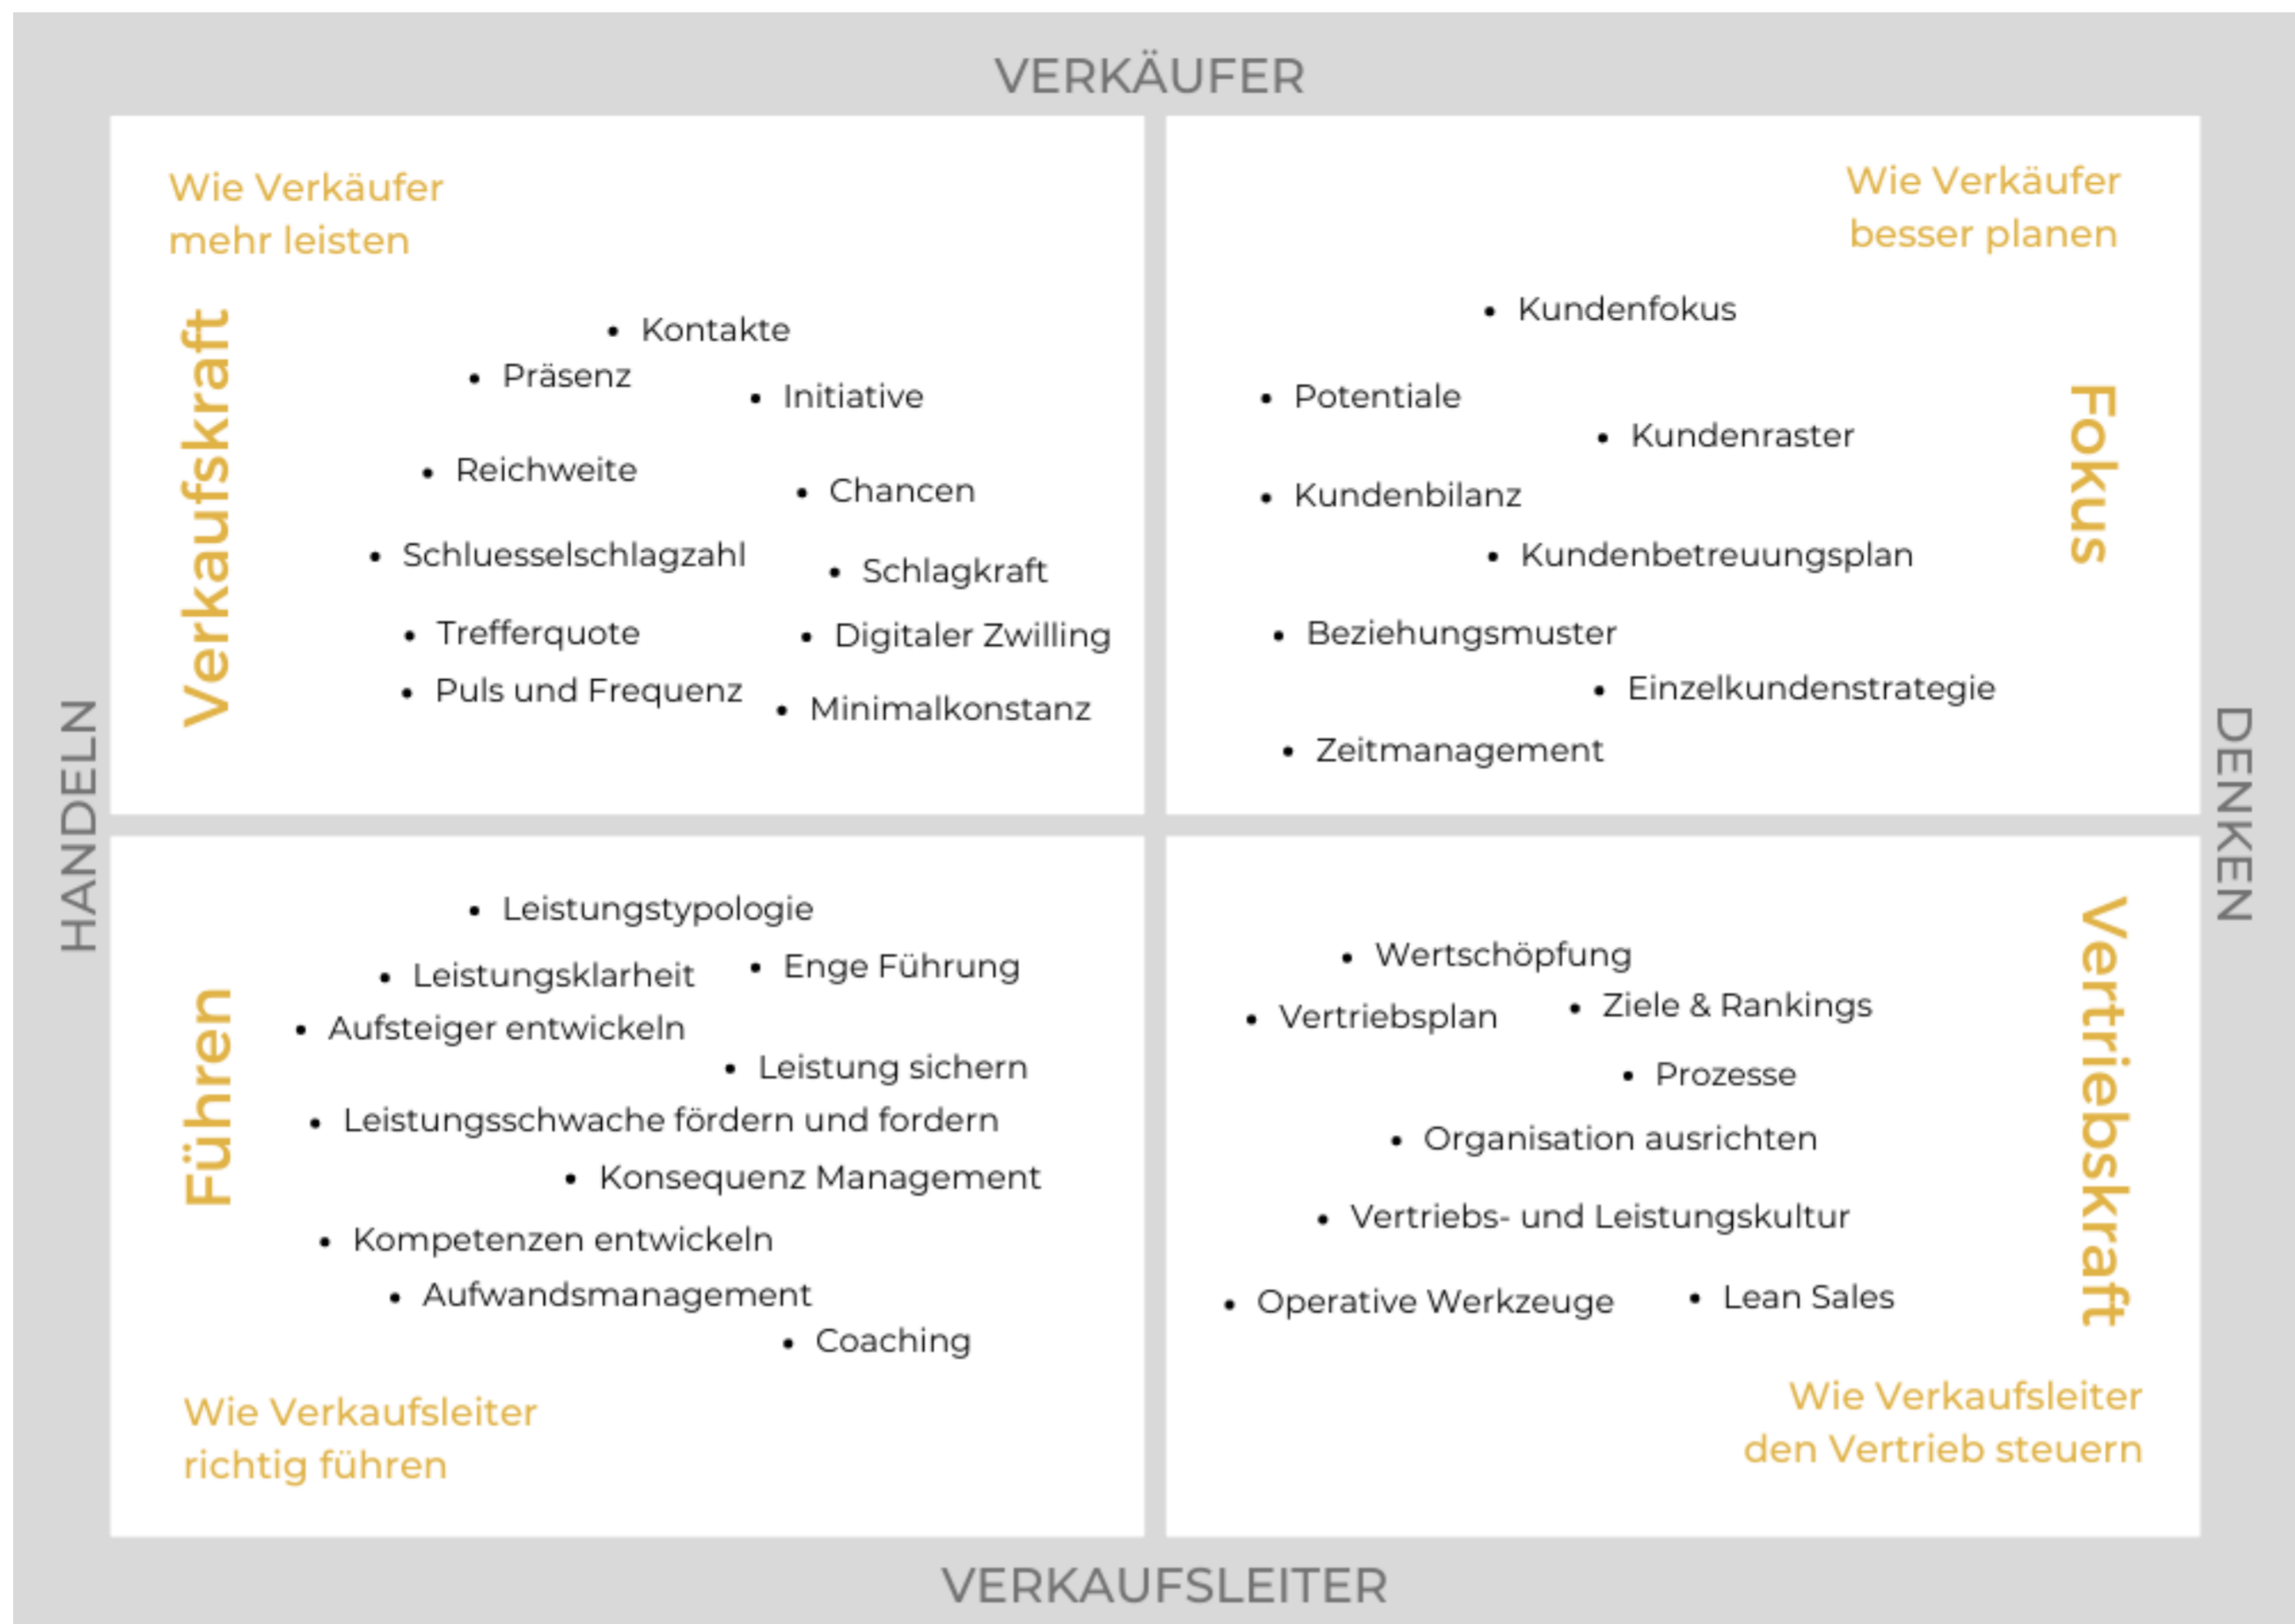 VERKÄUFER
HANDELN
DENKEN
Wie Verkäufer
mehr leisten
Verkaufskraft
Kontakte
Präsenz
Initiative
Reichweite
Chancen
Schluesselschlagzahl
Schlagkraft
Trefferquote
Digitaler Zwilling
Puls und Frequenz
Minimalkonstanz
Wie Verkäufer
besser planen
Fokus
Kundenfokus
Potentiale
Kundenraster
Kundenbilanz
Kundenbetreuungsplan
Beziehungsmuster
Einzelkundenstrategie
Zeitmanagement
Führen
Leistungstypologie
Enge Führung
Leistungsklarheit
Aufsteiger entwickeln
Leistung sichern
Leistungsschwache fördern und fordern
Konsequenz Management
Kompetenzen entwickeln
Aufwandsmanagement
Coaching
Wie Verkaufsleiter
richtig führen
Vertriebskraft
Wertschöpfung
Ziele & Rankings
Vertriebsplan
Prozesse
Organisation ausrichten
Vertriebs- und Leistungskultur
Operative Werkzeuge
Lean Sales
Wie Verkaufsleiter
den Vertrieb steuern
VERKAUFSLEITER